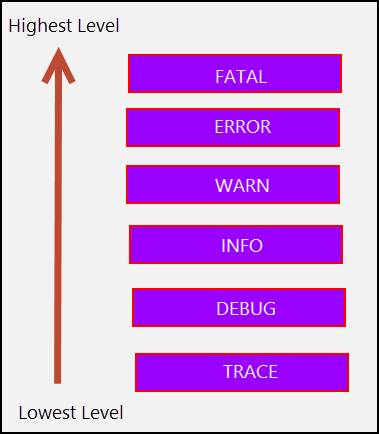 Highest Level
FATAL
ERROR
WARN
INFO
DEBUG
TRACE
Lowest Level